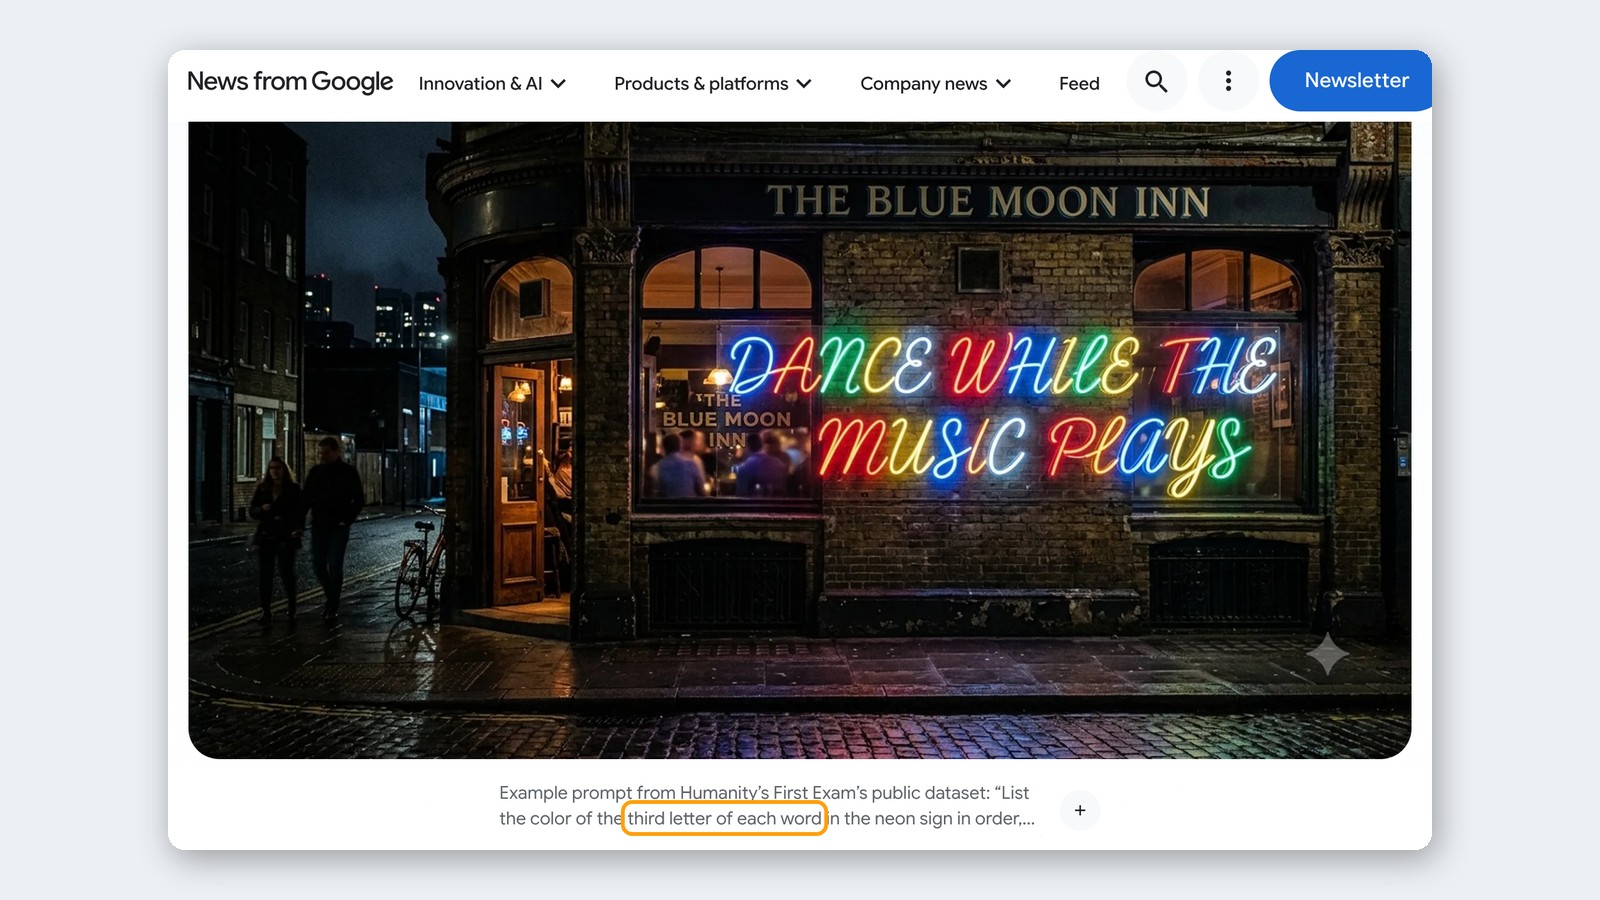 News from Google
Innovation & AI
Products & platforms
Company news
Feed
Newsletter
THE BLUE MOON INN
DANCE WHILE THE
MUSIC PLAYS
THE
BLUE MOON
INN
Example prompt from Humanity’s First Exam’s public dataset: “List
the color of the third letter of each word in the neon sign in order,...